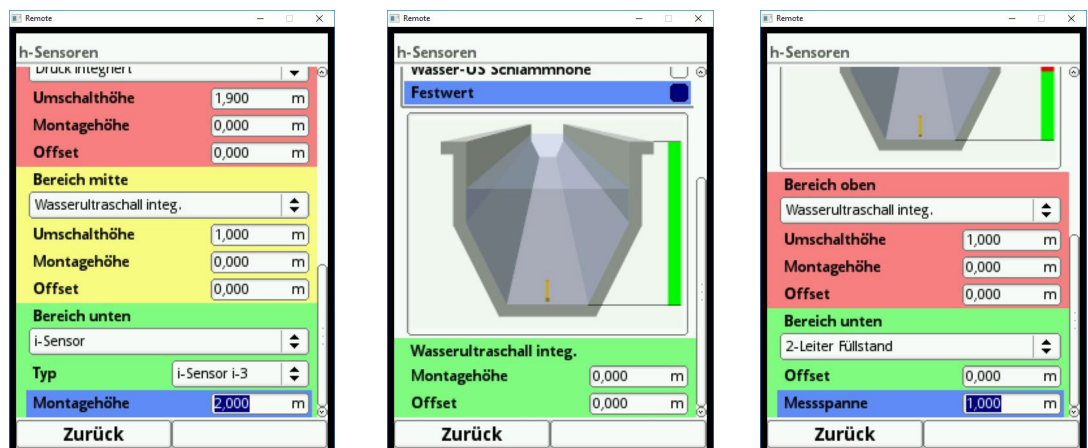 Remote
h-Sensoren
Druck integriert
Umschalthöhe 1,900 m
Montagehöhe 0,000 m
Offset 0,000 m
Bereich mitte
Wasserultraschall integ.
Umschalthöhe 1,000 m
Montagehöhe 0,000 m
Offset 0,000 m
Bereich unten
i-Sensor
Typ i-Sensor i-3
Montagehöhe 2,000 m
Zurück
Remote
h-Sensoren
Wasser-US Schlammhöhe
Festwert
Wasserultraschall integ.
Montagehöhe 0,000 m
Offset 0,000 m
Zurück
Remote
h-Sensoren
Bereich oben
Wasserultraschall integ.
Umschalthöhe 1,000 m
Montagehöhe 0,000 m
Offset 0,000 m
Bereich unten
2-Leiter Füllstand
Offset 0,000 m
Messspanne 1,000 m
Zurück